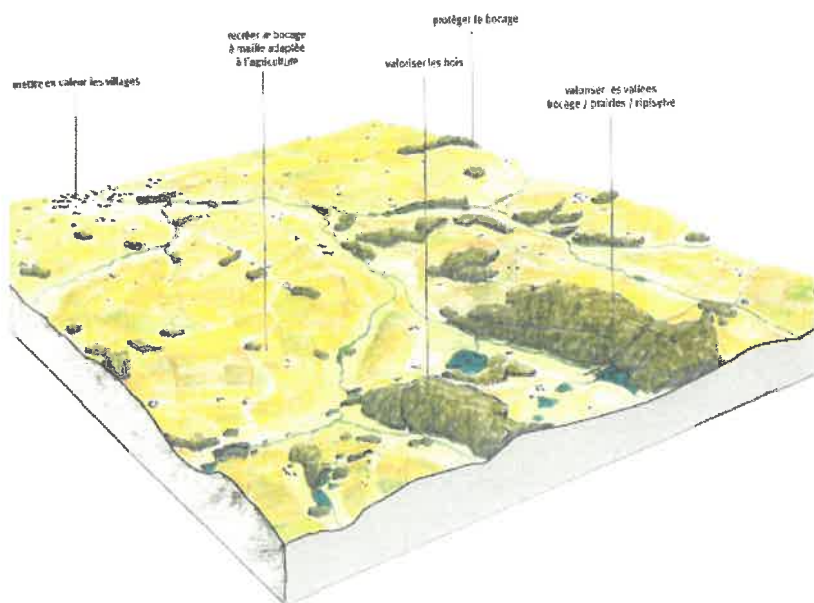 protéger le bocage
recréer le bocage
à maille adaptée
à l'agriculture
valoriser les bois
mettre en valeur les villages
valoriser les vallées
bocage / prairies / ripisylve